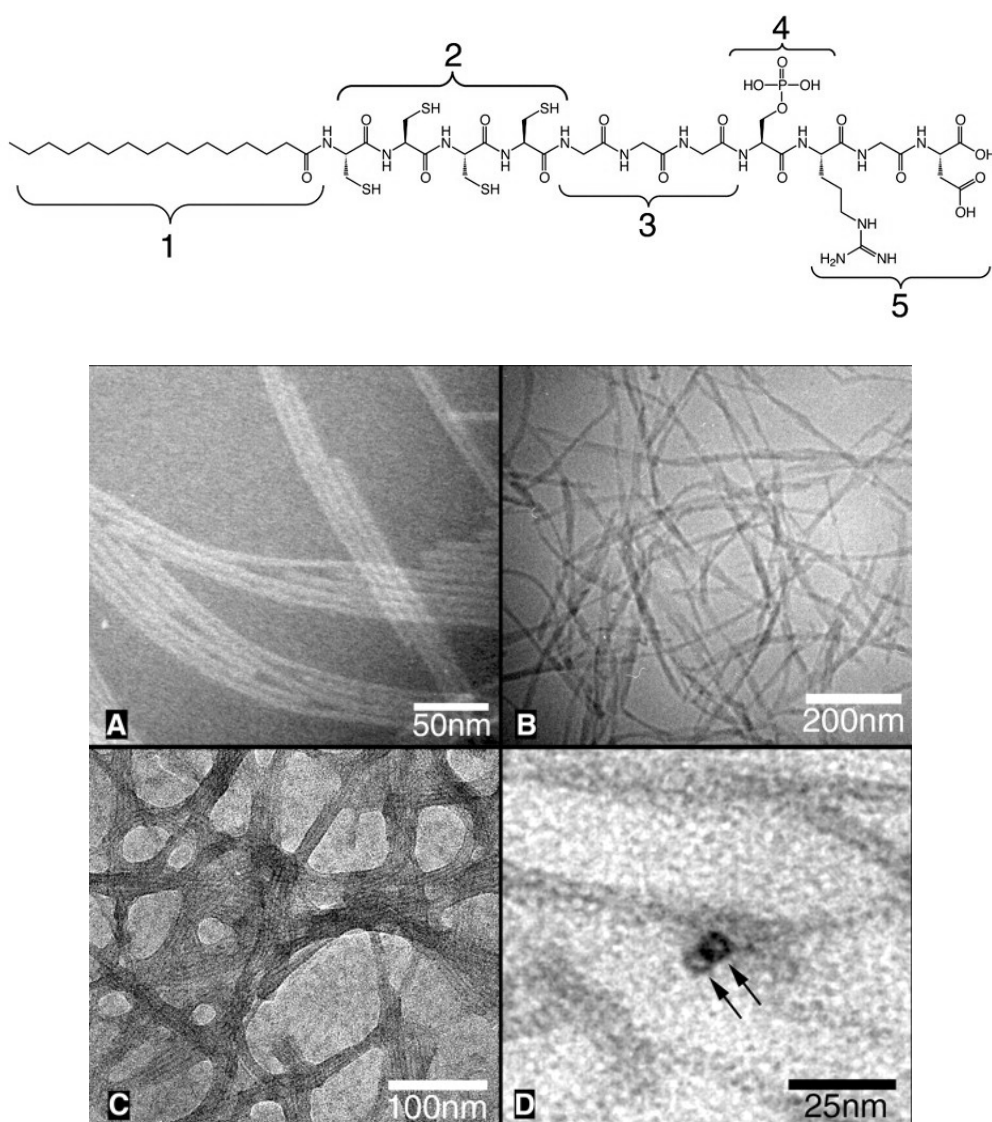 2
4
O
HO P OH
O
SH SH
O H O H O H O H O H O
N N N N N N OH
N N N N N
H O H O H O H O H O
O SH SH O
OH
NH
H₂N NH
1
3
5
A
50nm
B
200nm
C
100nm
D
25nm